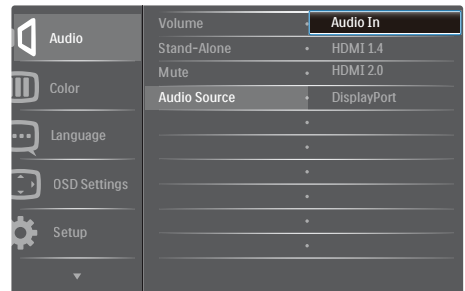 Audio
Color
Language
OSD Settings
Setup
Volume
Stand-Alone
Mute
Audio Source
Audio In
HDMI 1.4
HDMI 2.0
DisplayPort